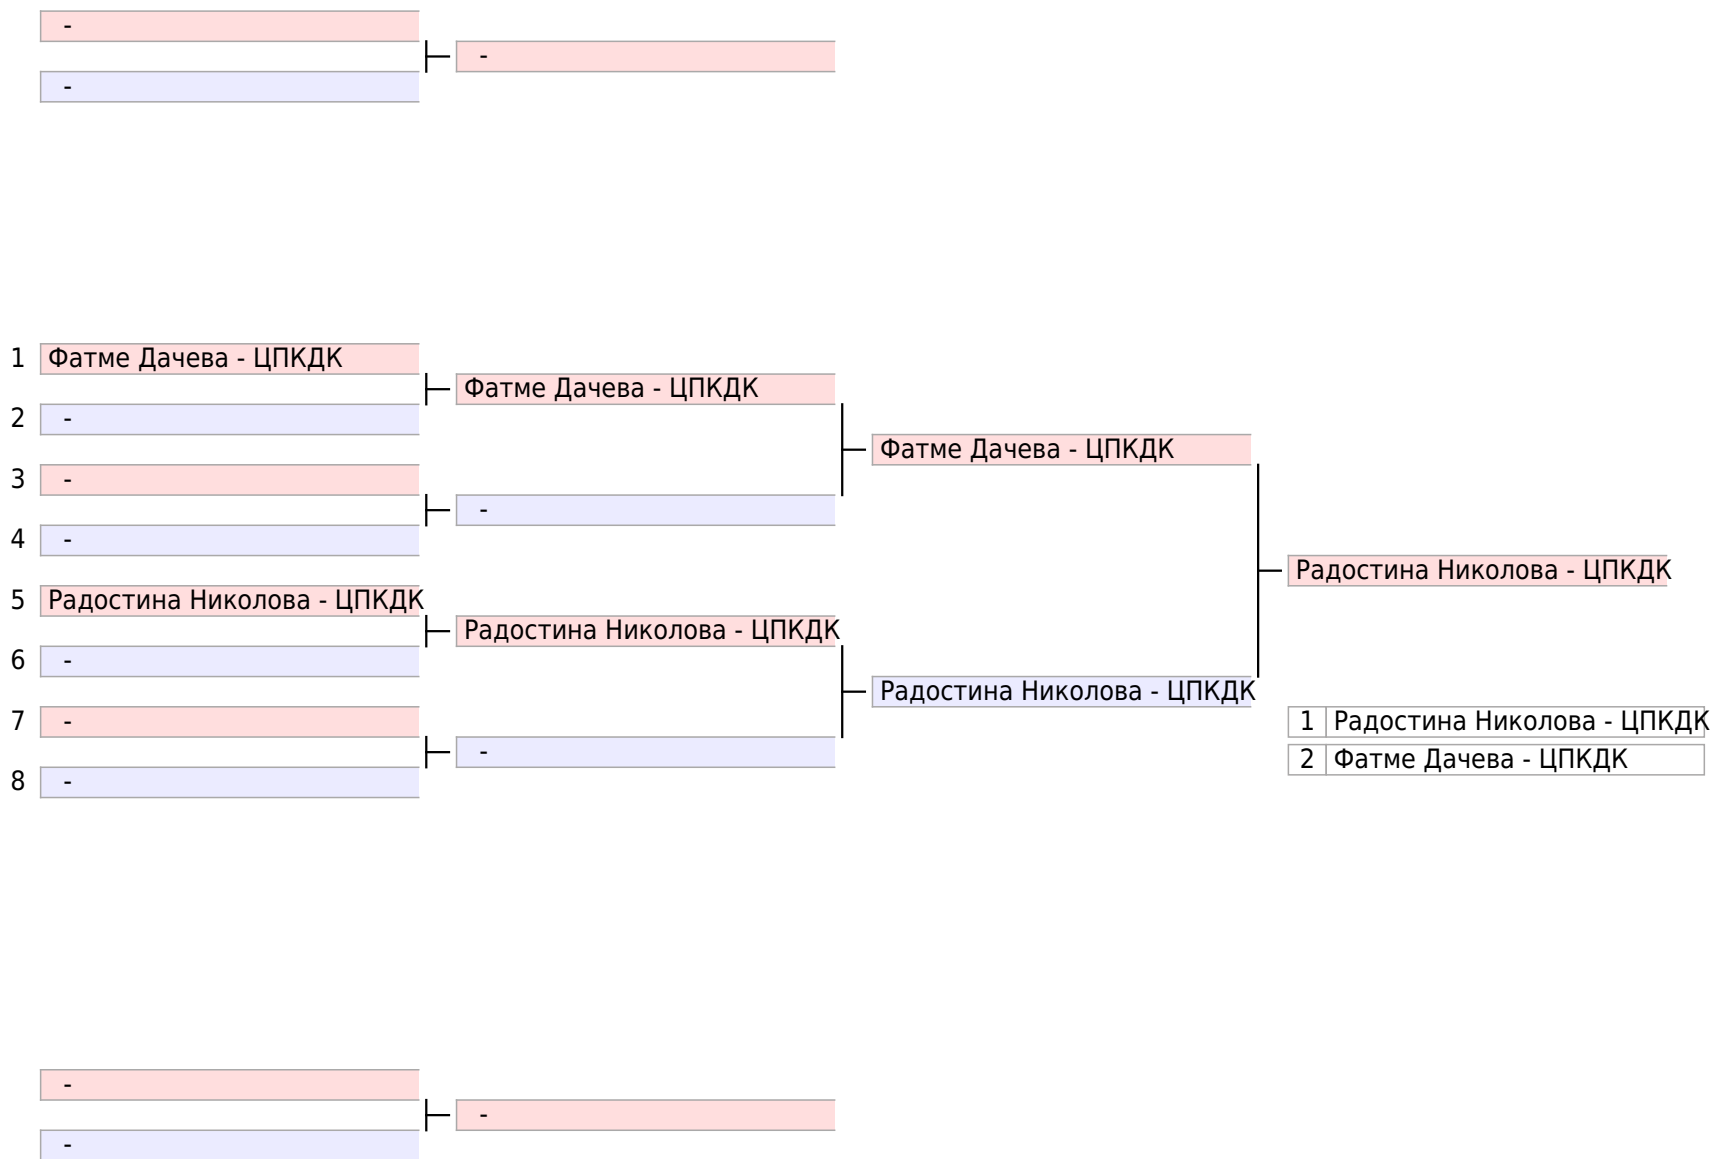 -
-
-
1 Фатме Дачева - ЦПКДК
Фатме Дачева - ЦПКДК
2 -
Фатме Дачева - ЦПКДК
3 -
-
4 -
Радостина Николова - ЦПКДК
5 Радостина Николова - ЦПКДК
Радостина Николова - ЦПКДК
6 -
Радостина Николова - ЦПКДК
7 -
1 Радостина Николова - ЦПКДК
-
2 Фатме Дачева - ЦПКДК
8 -
-
-
-